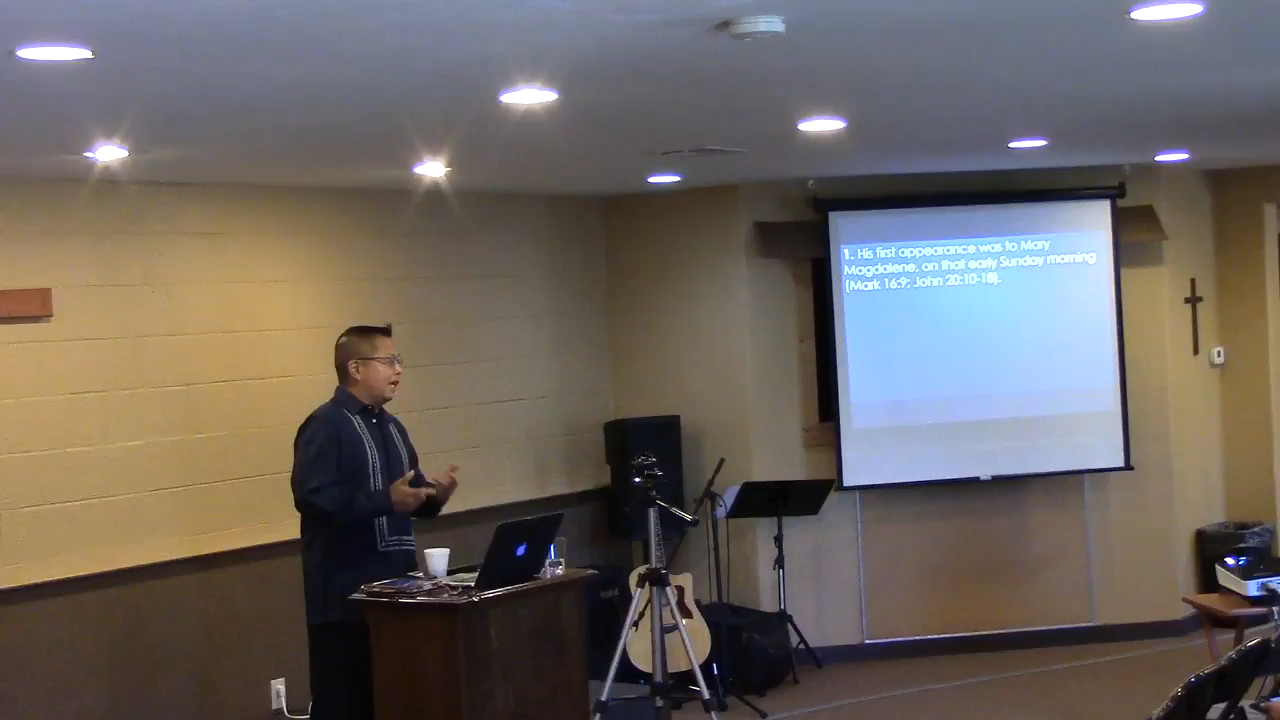 1. His first appearance was to Mary
Magdalene, on that early Sunday morning
(Mark 16:9; John 20:10-18).